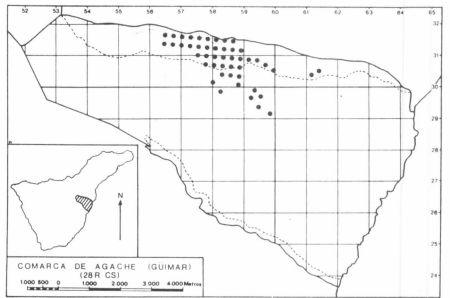 52 53 54 55 56 57 58 59 60 61 62 63 64 65
32
31
30
29
28
27
26
25
24
N
COMARCA DE AGACHE (GUIMAR)
(28R CS)
1.000 500 0 1.000 2.000 3.000 4.000 Metros